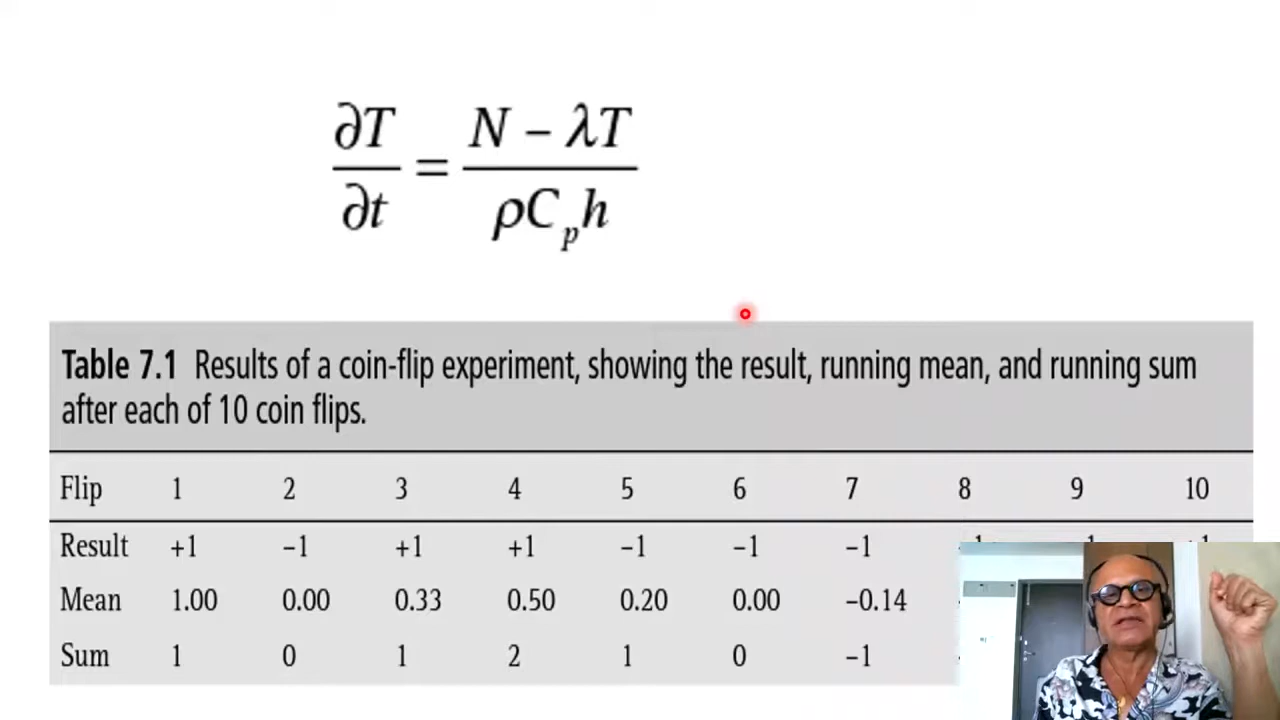 ∂T/∂t = (N – λT)/(ρC_p h)
Table 7.1 Results of a coin-flip experiment, showing the result, running mean, and running sum
after each of 10 coin flips.
Flip 1 2 3 4 5 6 7 8 9 10
Result +1 –1 +1 +1 –1 –1 –1
Mean 1.00 0.00 0.33 0.50 0.20 0.00 –0.14
Sum 1 0 1 2 1 0 –1